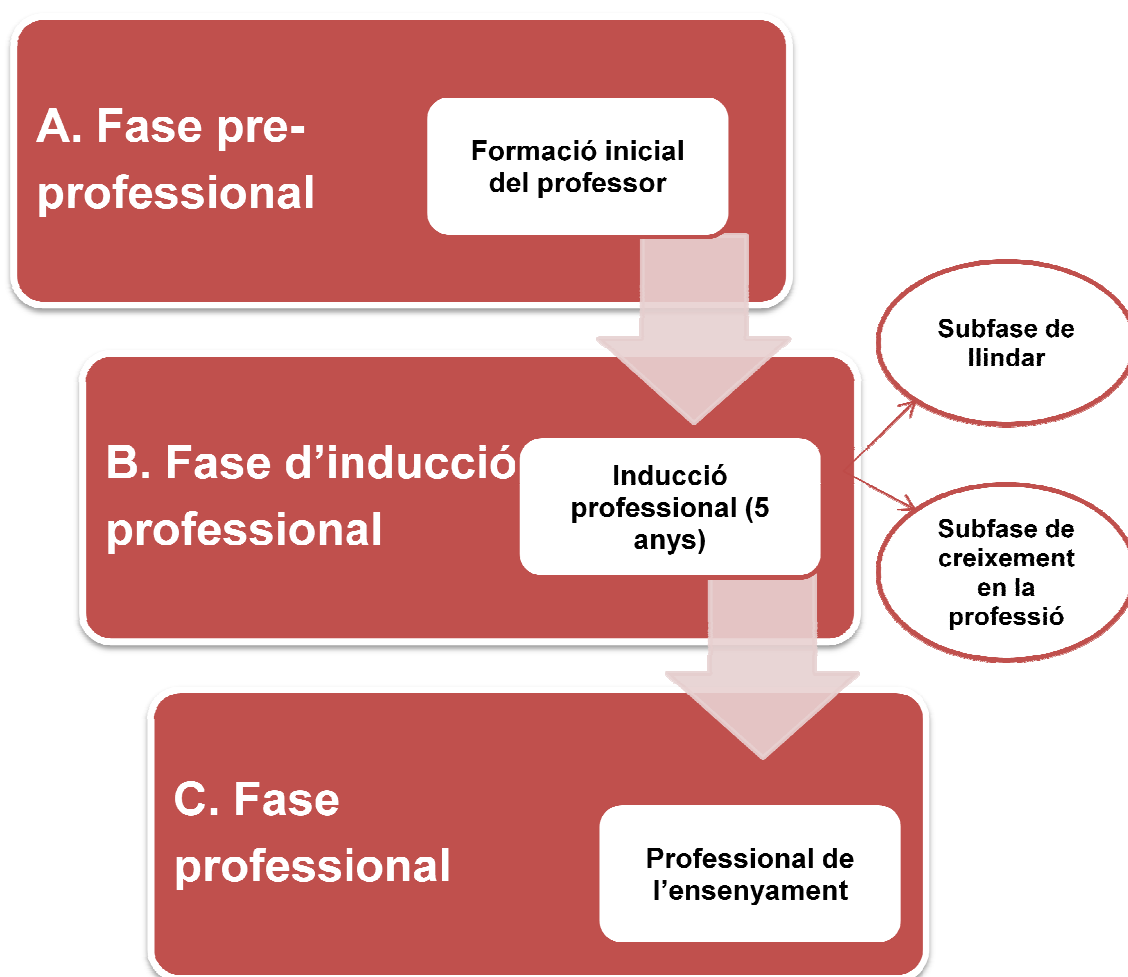 A. Fase pre-
professional
Formació inicial
del professor
Subfase de
llindar
B. Fase d’inducció
professional
Inducció
professional (5
anys)
Subfase de
creixement
en la
professió
C. Fase
professional
Professional de
l’ensenyament